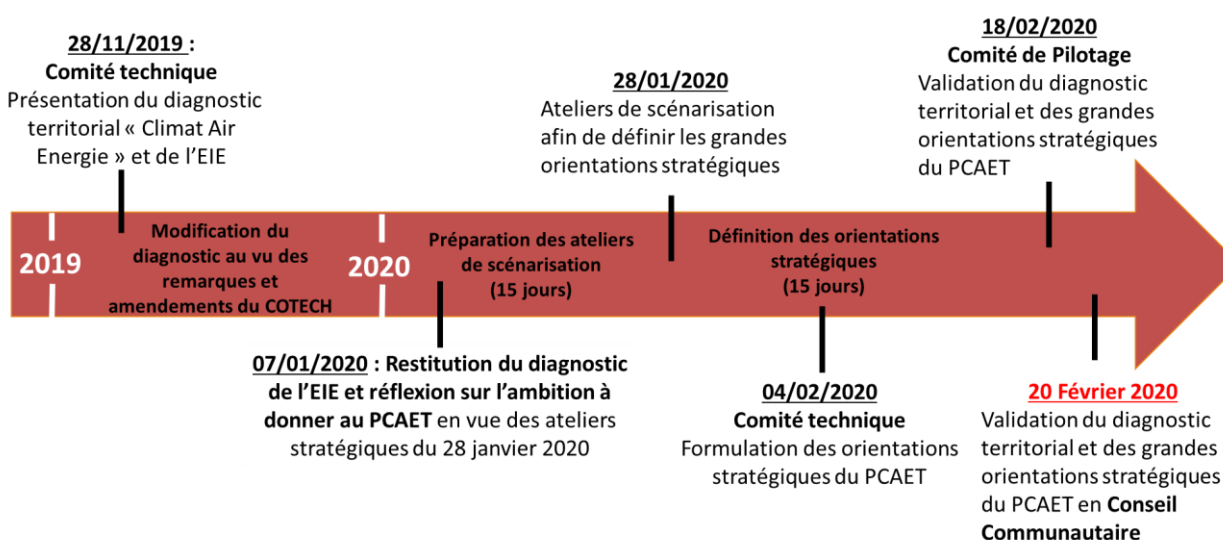 28/11/2019 :
Comité technique
Présentation du diagnostic
territorial « Climat Air
Energie » et de l’EIE
28/01/2020
Ateliers de scénarisation
afin de définir les grandes
orientations stratégiques
18/02/2020
Comité de Pilotage
Validation du diagnostic
territorial et des grandes
orientations stratégiques
du PCAET
2019
Modification du
diagnostic au vu des
remarques et
amendements du COTECH
2020
Préparation des ateliers
de scénarisation
(15 jours)
Définition des orientations
stratégiques
(15 jours)
07/01/2020 : Restitution du diagnostic
de l’EIE et réflexion sur l’ambition à
donner au PCAET en vue des ateliers
stratégiques du 28 janvier 2020
04/02/2020
Comité technique
Formulation des orientations
stratégiques du PCAET
20 Février 2020
Validation du diagnostic
territorial et des grandes
orientations stratégiques
du PCAET en Conseil
Communautaire